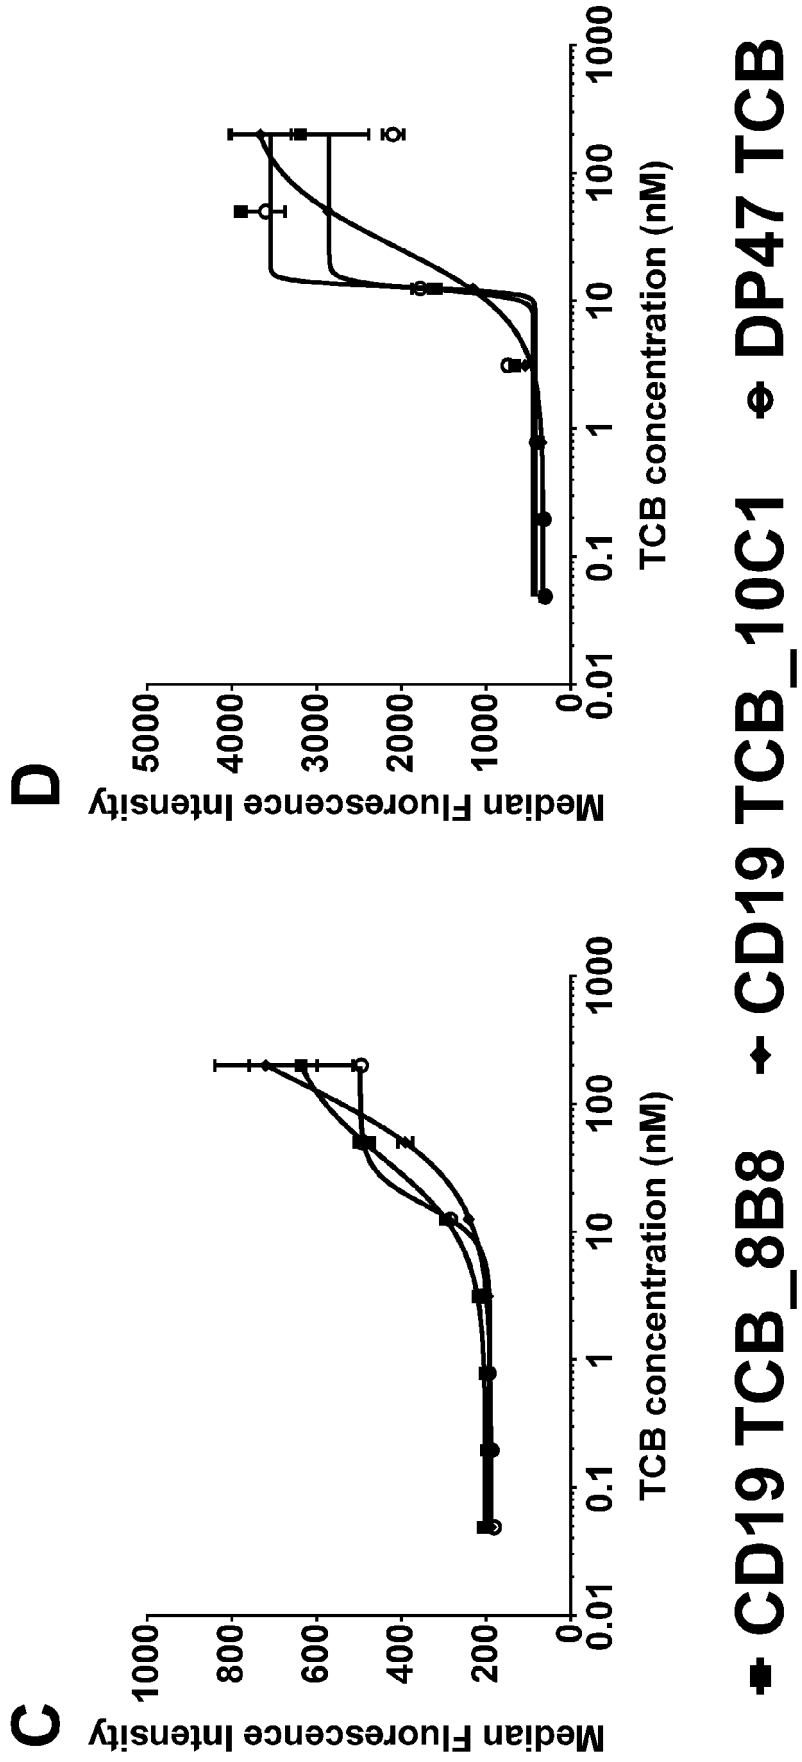 C
Median Fluorescence Intensity
1000
800
600
400
200
0
0.01 0.1 1 10 100 1000
TCB concentration (nM)
D
Median Fluorescence Intensity
5000
4000
3000
2000
1000
0
0.01 0.1 1 10 100 1000
TCB concentration (nM)
CD19 TCB_8B8 CD19 TCB_10C1 DP47 TCB